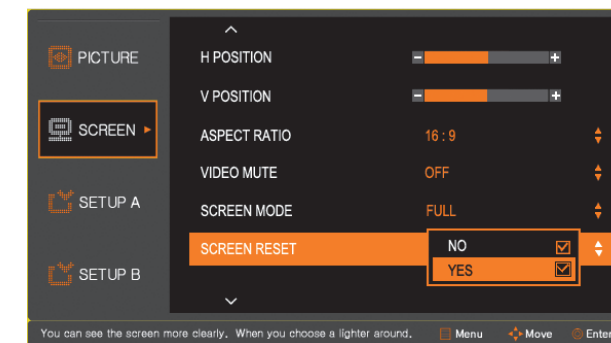 PICTURE
SCREEN
SETUP A
SETUP B
H POSITION
V POSITION
ASPECT RATIO 16 : 9
VIDEO MUTE OFF
SCREEN MODE FULL
SCREEN RESET NO
YES
You can see the screen more clearly. When you choose a lighter around. Menu Move Enter